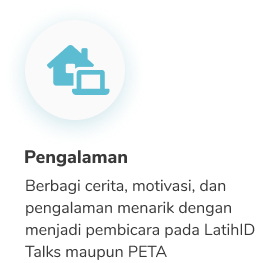 Pengalaman
Berbagi cerita, motivasi, dan
pengalaman menarik dengan
menjadi pembicara pada LatihID
Talks maupun PETA